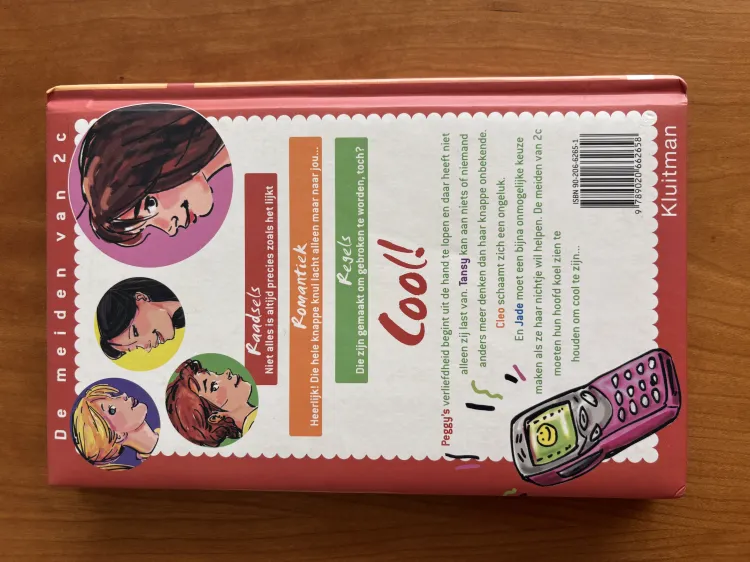 De meiden van 2c
Raadsels
Niet alles is altijd precies zoals het lijkt
Romantiek
Heerlijk! Die hele knappe knul lacht alleen maar naar jou...
Regels
Die zijn gemaakt om gebroken te worden, toch?
Cool!
Peggy's verliefdheid begint uit de hand te lopen en daar heeft niet
alleen zij last van. Tansy kan aan niets of niemand
anders meer denken dan haar knappe onbekende.
Cleo schaamt zich een ongeluk.
En Jade moet een bijna onmogelijke keuze
maken als ze haar nichtje wil helpen. De meiden van 2c
moeten hun hoofd koel zien te
houden om cool te zijn...
ISBN 90-206-6265-1
9 789020 662658
Kluitman